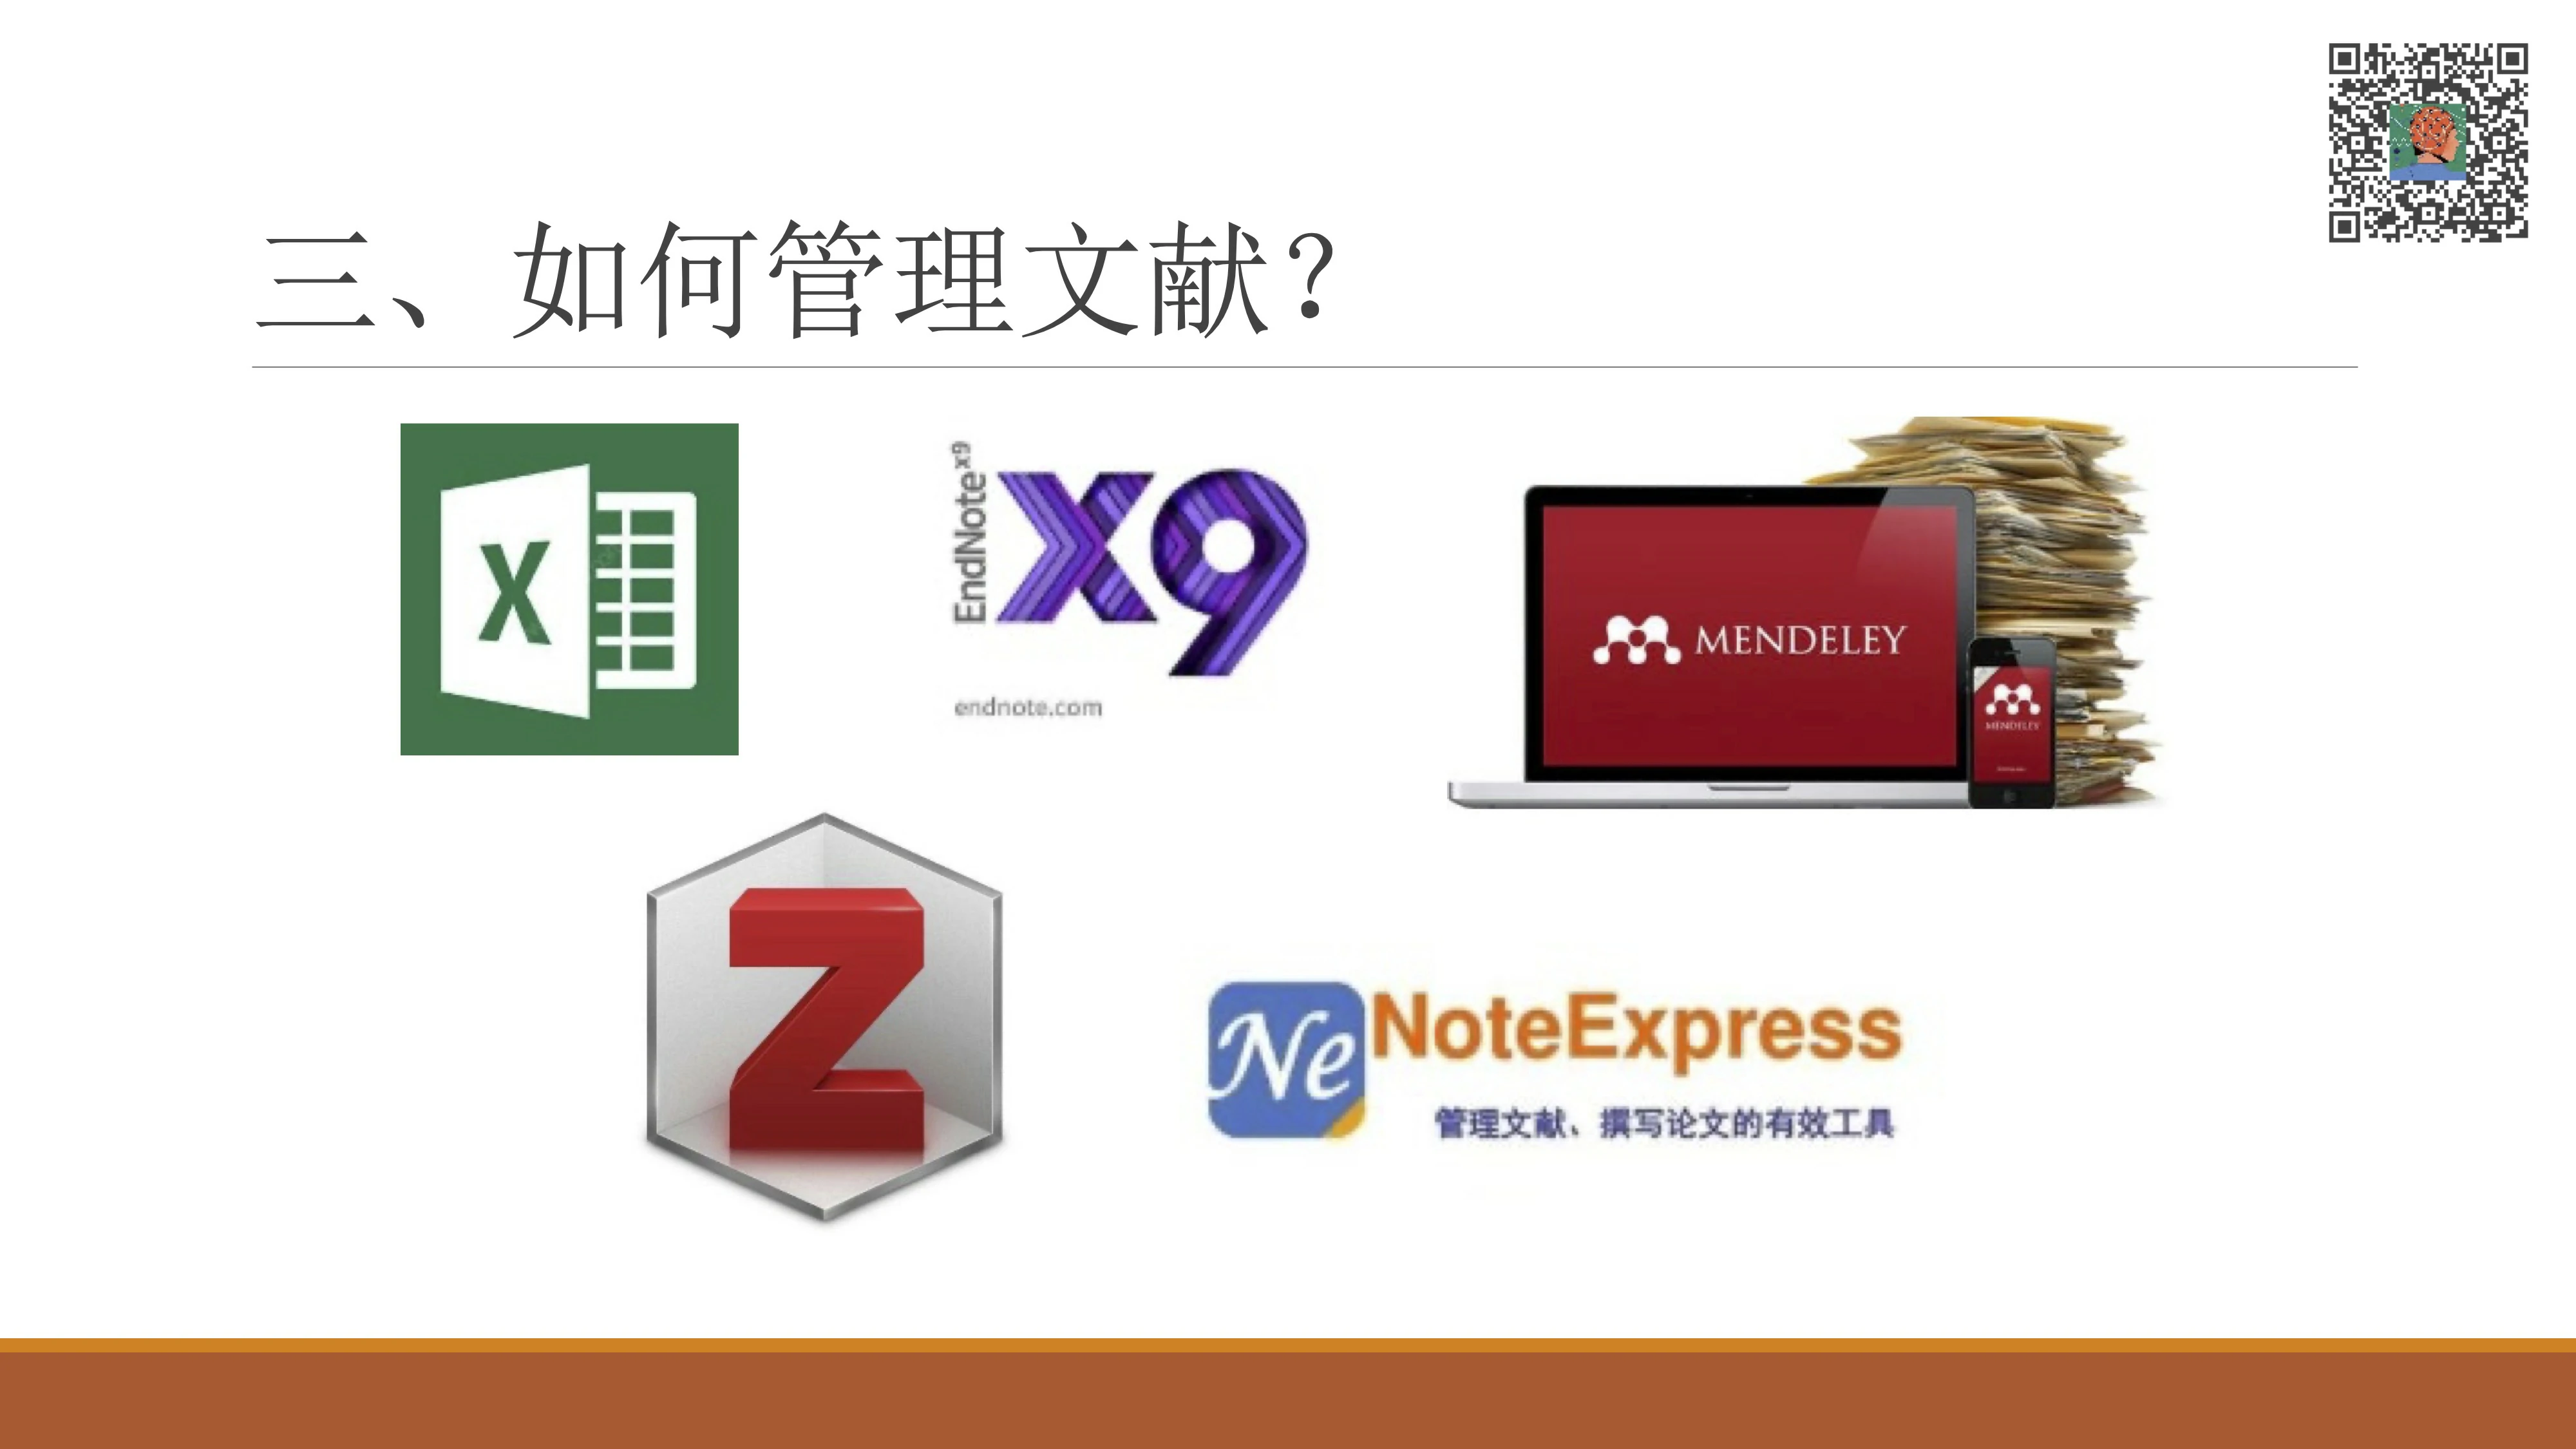 三、如何管理文献？
X
EndNote x9
X9
endnote.com
MENDELEY
MENDELEY
Z
Ne NoteExpress
管理文献、撰写论文的有效工具